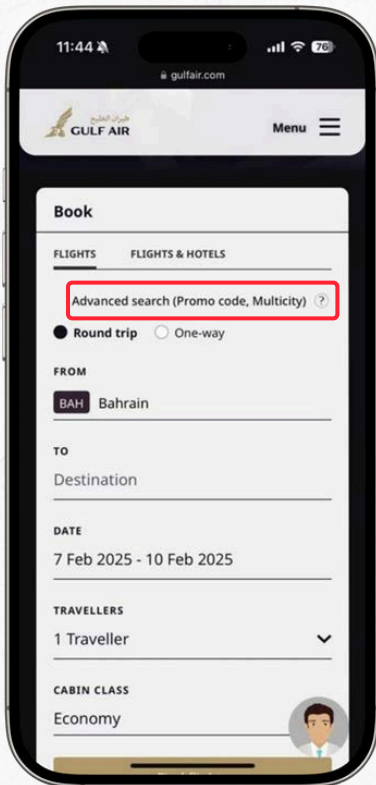 11:44
76
gulfair.com
طيران الخليج
GULF AIR
Menu
Book
FLIGHTS FLIGHTS & HOTELS
Advanced search (Promo code, Multicity) ?
Round trip One-way
FROM
BAH Bahrain
TO
Destination
DATE
7 Feb 2025 - 10 Feb 2025
TRAVELLERS
1 Traveller
CABIN CLASS
Economy